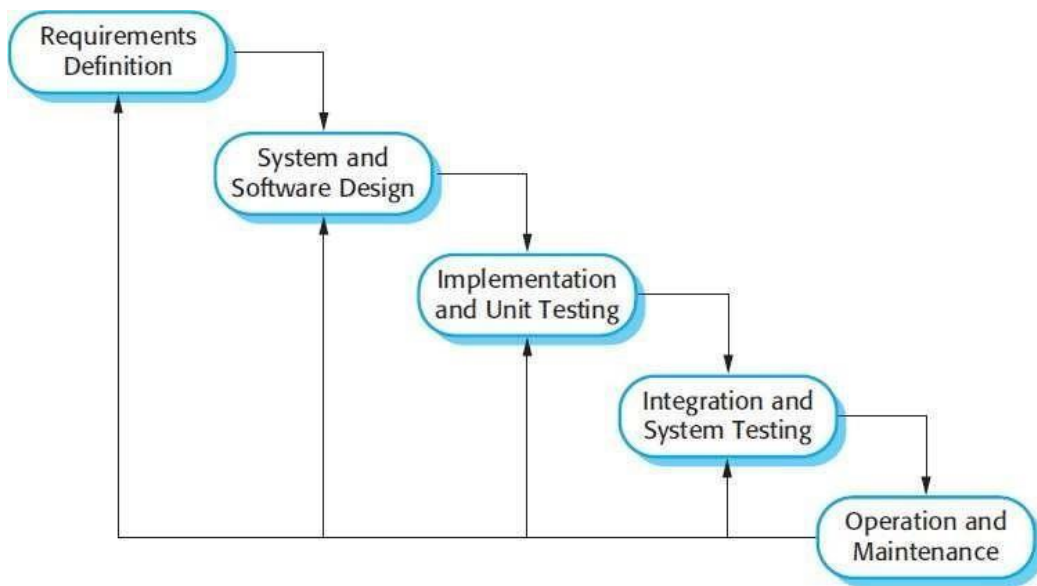 Requirements
Definition
System and
Software Design
Implementation
and Unit Testing
Integration and
System Testing
Operation and
Maintenance